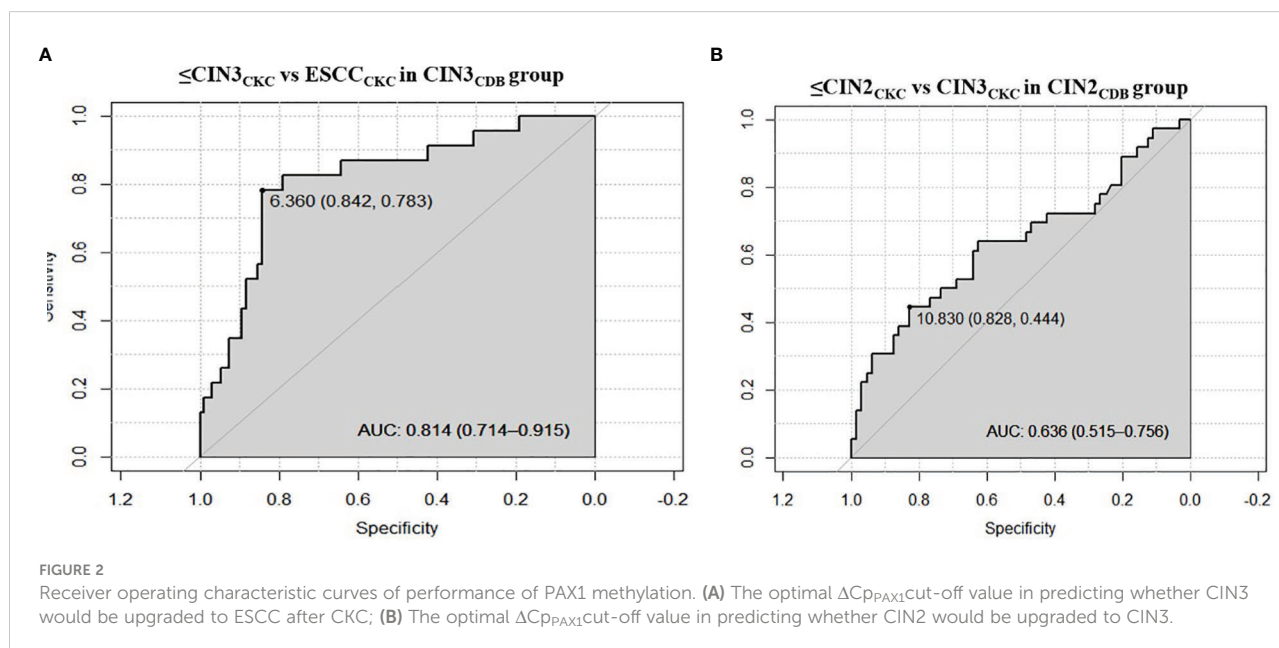 A
≤CIN3CKC vs ESCCCKC in CIN3CDB group
1.0
0.8
0.6
0.4
0.2
0.0
6.360 (0.842, 0.783)
AUC: 0.814 (0.714–0.915)
1.2 1.0 0.8 0.6 0.4 0.2 0.0 -0.2
Specificity
B
≤CIN2CKC vs CIN3CKC in CIN2CDB group
1.0
0.8
0.6
0.4
0.2
0.0
Sensitivity
10.830 (0.828, 0.444)
AUC: 0.636 (0.515–0.756)
1.2 1.0 0.8 0.6 0.4 0.2 0.0 -0.2
Specificity
FIGURE 2
Receiver operating characteristic curves of performance of PAX1 methylation. (A) The optimal ΔCpPAX1cut-off value in predicting whether CIN3
would be upgraded to ESCC after CKC; (B) The optimal ΔCpPAX1cut-off value in predicting whether CIN2 would be upgraded to CIN3.